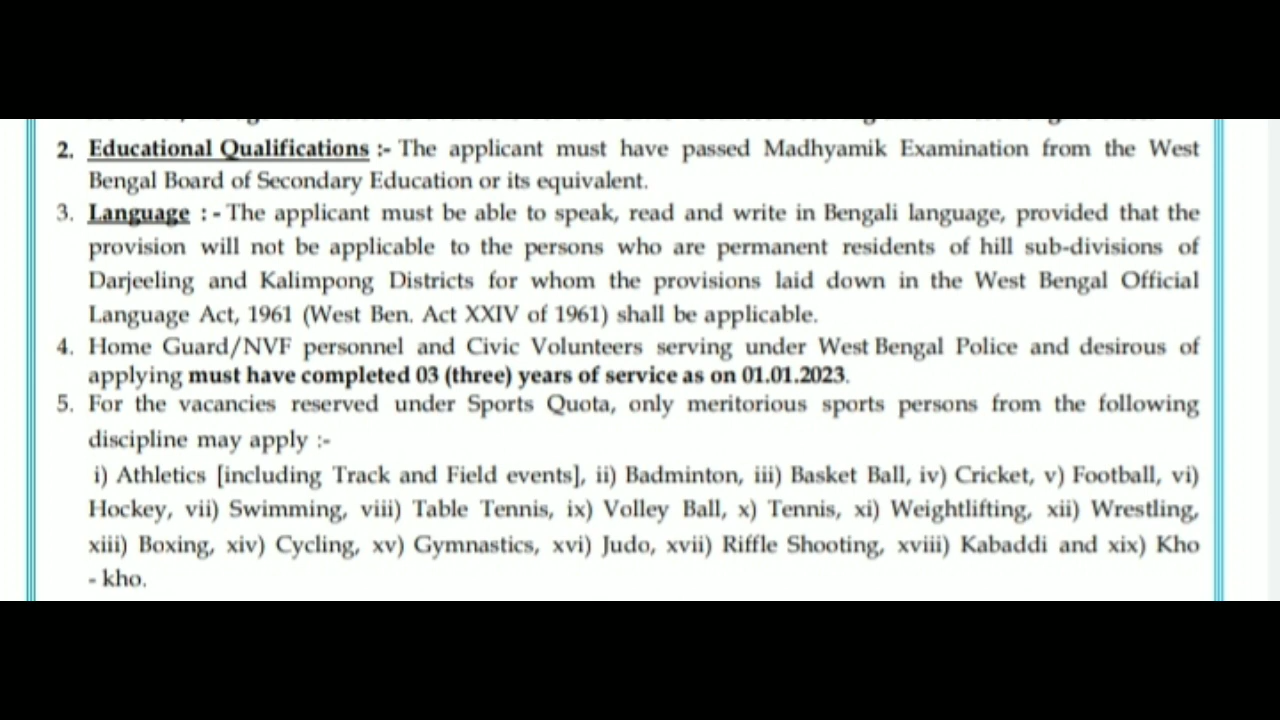 2. Educational Qualifications :- The applicant must have passed Madhyamik Examination from the West
Bengal Board of Secondary Education or its equivalent.
3. Language : - The applicant must be able to speak, read and write in Bengali language, provided that the
provision will not be applicable to the persons who are permanent residents of hill sub-divisions of
Darjeeling and Kalimpong Districts for whom the provisions laid down in the West Bengal Official
Language Act, 1961 (West Ben. Act XXIV of 1961) shall be applicable.
4. Home Guard/NVF personnel and Civic Volunteers serving under West Bengal Police and desirous of
applying must have completed 03 (three) years of service as on 01.01.2023.
5. For the vacancies reserved under Sports Quota, only meritorious sports persons from the following
discipline may apply :-
i) Athletics [including Track and Field events], ii) Badminton, iii) Basket Ball, iv) Cricket, v) Football, vi)
Hockey, vii) Swimming, viii) Table Tennis, ix) Volley Ball, x) Tennis, xi) Weightlifting, xii) Wrestling,
xiii) Boxing, xiv) Cycling, xv) Gymnastics, xvi) Judo, xvii) Riffle Shooting, xviii) Kabaddi and xix) Kho
- kho.